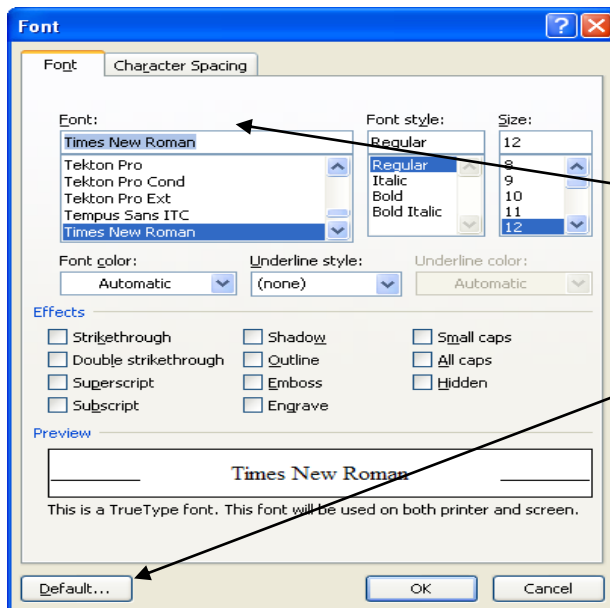 Font
Font Character Spacing
Font: Font style: Size:
Times New Roman Regular 12
Tekton Pro Regular 8
Tekton Pro Cond Italic 9
Tekton Pro Ext Bold 10
Tempus Sans ITC Bold Italic 11
Times New Roman 12
Font color: Underline style: Underline color:
Automatic (none) Automatic
Effects
Strikethrough Shadow Small caps
Double strikethrough Outline All caps
Superscript Emboss Hidden
Subscript Engrave
Preview
Times New Roman
This is a TrueType font. This font will be used on both printer and screen.
Default... OK Cancel